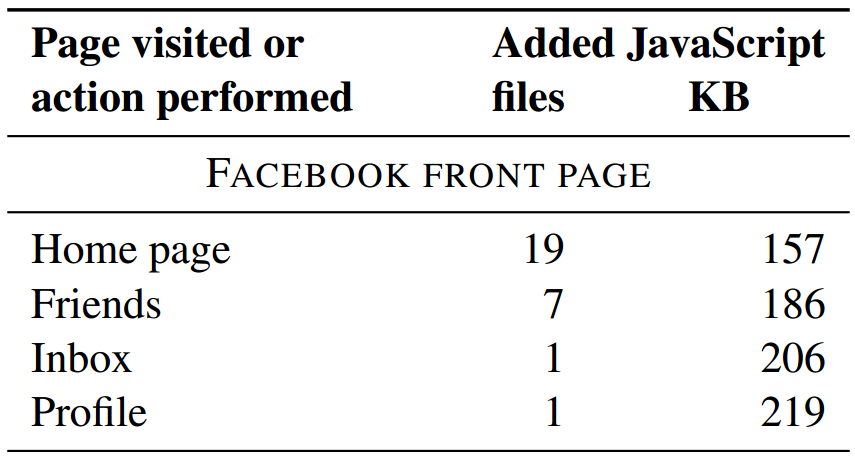 Page visited or Added JavaScript
action performed files KB
FACEBOOK FRONT PAGE
Home page 19 157
Friends 7 186
Inbox 1 206
Profile 1 219